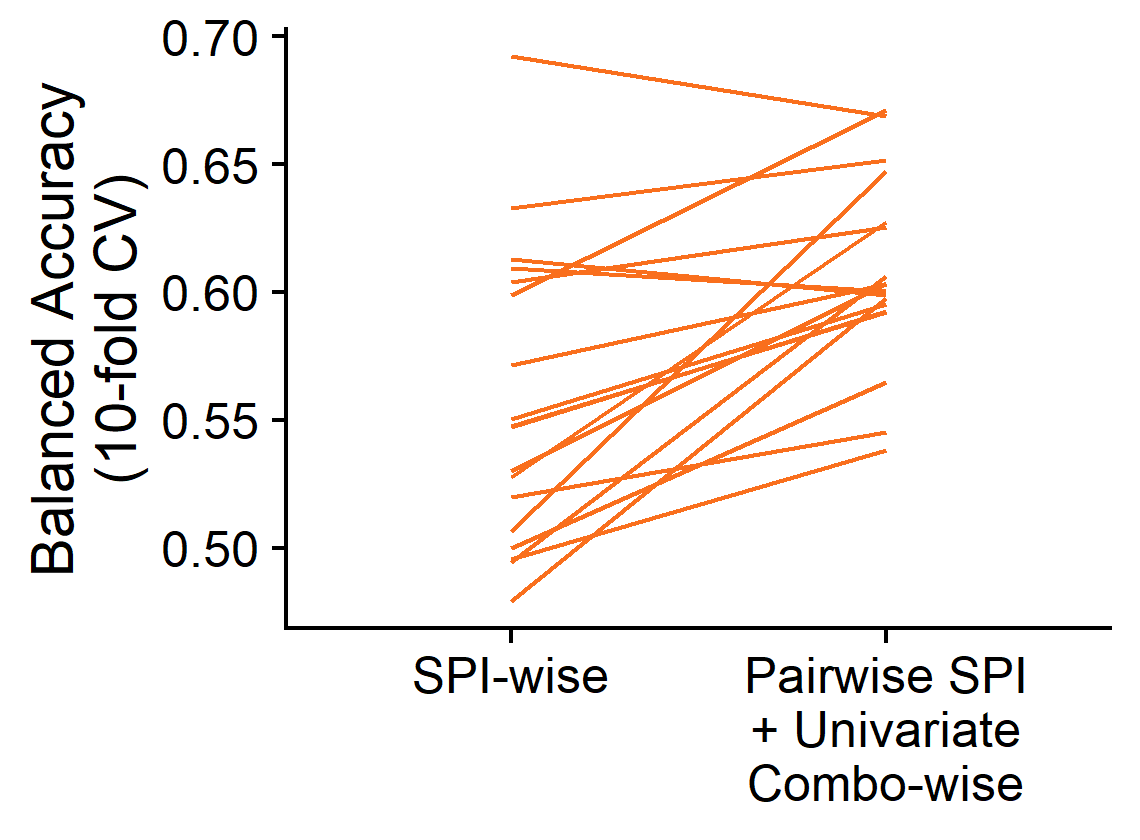 Balanced Accuracy
(10-fold CV)
0.70
0.65
0.60
0.55
0.50
SPI-wise
Pairwise SPI
+ Univariate
Combo-wise